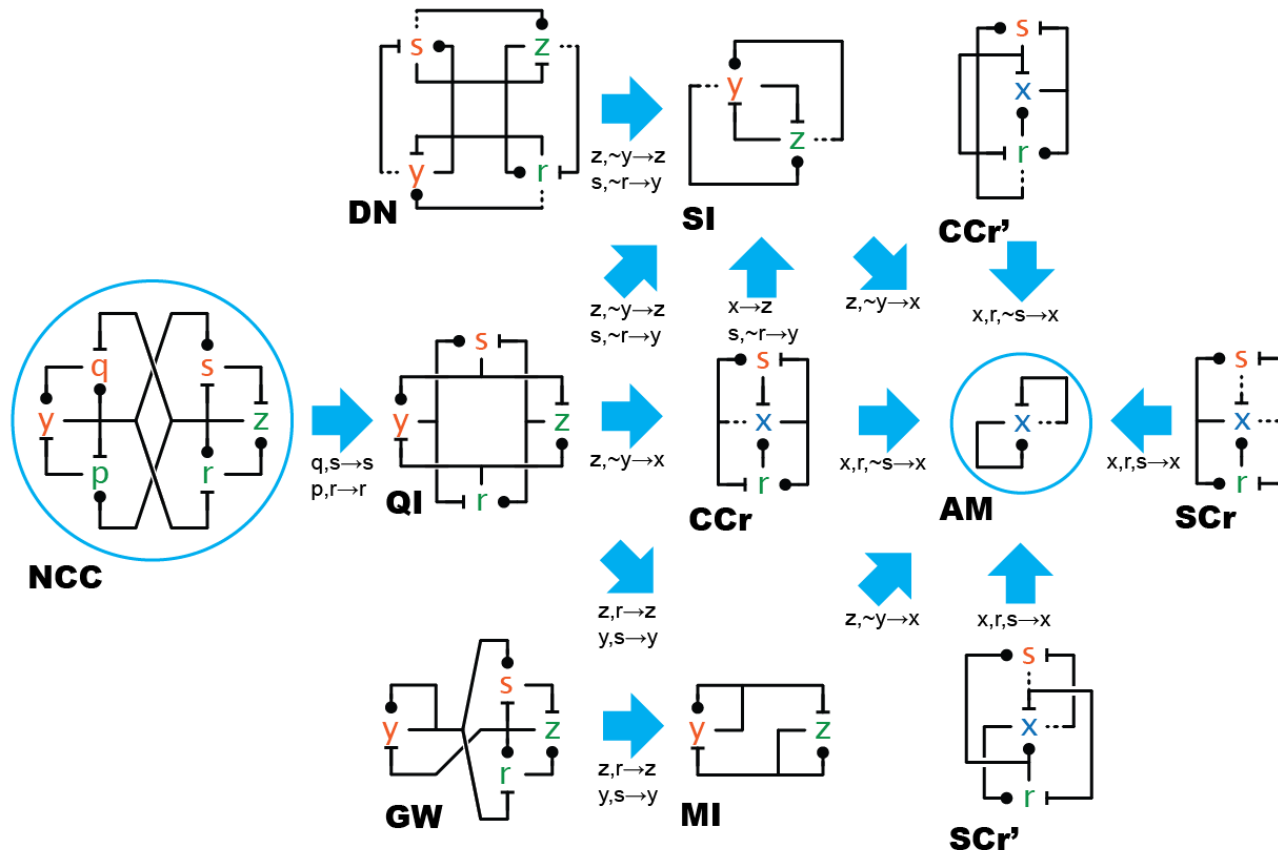 s z
y r
DN
z,~y→z
s,~r→y
y
z
SI
s
x
r
CCr’
z,~y→z
s,~r→y
x→z
s,~r→y
z,~y→x
x,r,~s→x
q s
y z
p r
NCC
q,s→s
p,r→r
s
y z
r
QI
z,~y→x
s
x
r
CCr
x,r,~s→x
x
AM
x,r,s→x
s
x
r
SCr
z,r→z
y,s→y
z,~y→x
x,r,s→x
s
y z
r
GW
z,r→z
y,s→y
y z
MI
s
x
r
SCr’